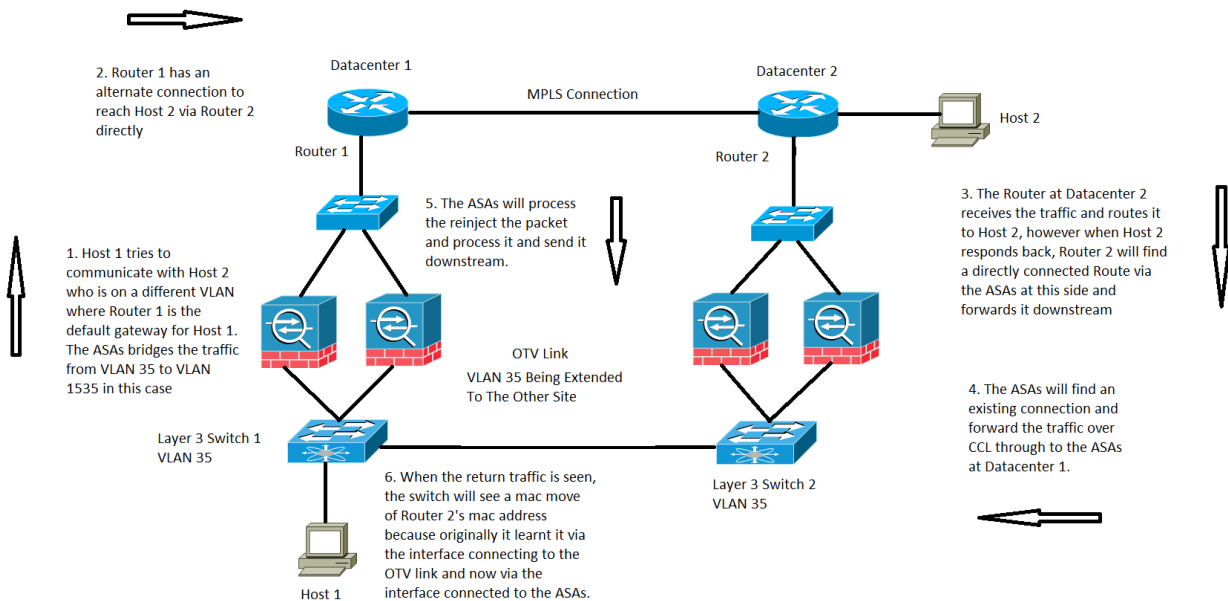 2. Router 1 has an
alternate connection to
reach Host 2 via Router 2
directly
Datacenter 1
MPLS Connection
Datacenter 2
Router 1
Router 2
Host 2
1. Host 1 tries to
communicate with Host 2
who is on a different VLAN
where Router 1 is the
default gateway for Host 1.
The ASAs bridges the traffic
from VLAN 35 to VLAN
1535 in this case
5. The ASAs will process
the reinject the packet
and process it and send it
downstream.
3. The Router at Datacenter 2
receives the traffic and routes it
to Host 2, however when Host 2
responds back, Router 2 will find
a directly connected Route via
the ASAs at this side and
forwards it downstream
OTV Link
VLAN 35 Being Extended
To The Other Site
4. The ASAs will find an
existing connection and
forward the traffic over
CCL through to the ASAs
at Datacenter 1.
Layer 3 Switch 1
VLAN 35
Layer 3 Switch 2
VLAN 35
6. When the return traffic is seen,
the switch will see a mac move
of Router 2's mac address
because originally it learnt it via
the interface connecting to the
OTV link and now via the
interface connected to the ASAs.
Host 1